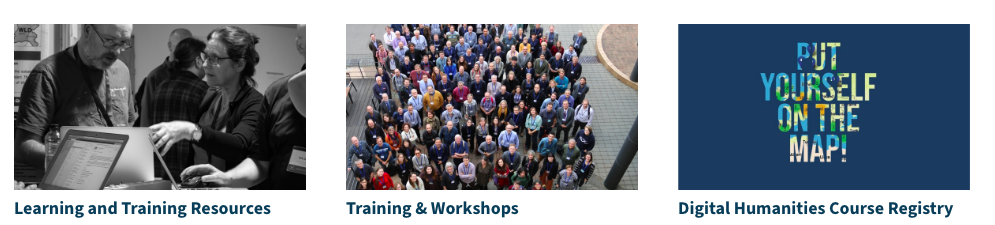 PUT
YOURSELF
ON THE
MAP!
Learning and Training Resources
Training & Workshops
Digital Humanities Course Registry